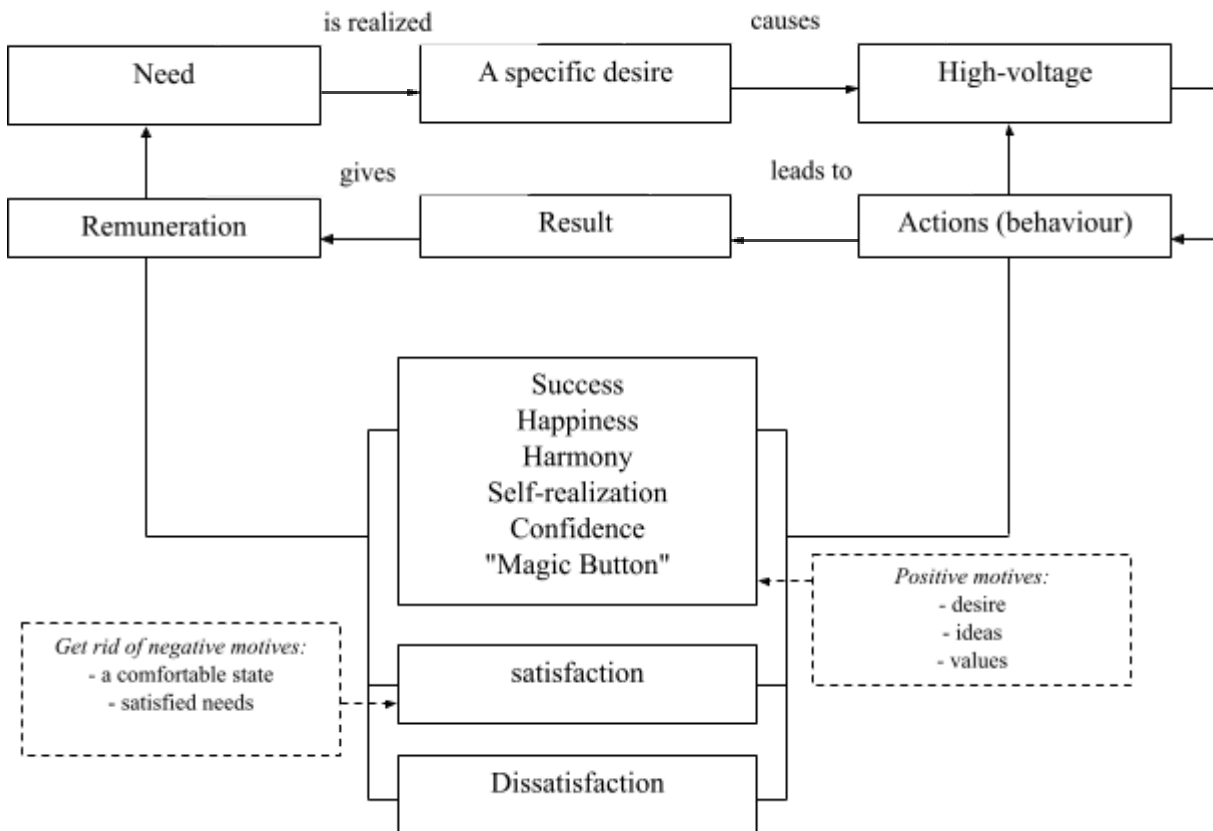 is realized
causes
Need
A specific desire
High-voltage
gives
leads to
Remuneration
Result
Actions (behaviour)
Success
Happiness
Harmony
Self-realization
Confidence
"Magic Button"
Positive motives:
- desire
- ideas
- values
Get rid of negative motives:
- a comfortable state
- satisfied needs
satisfaction
Dissatisfaction